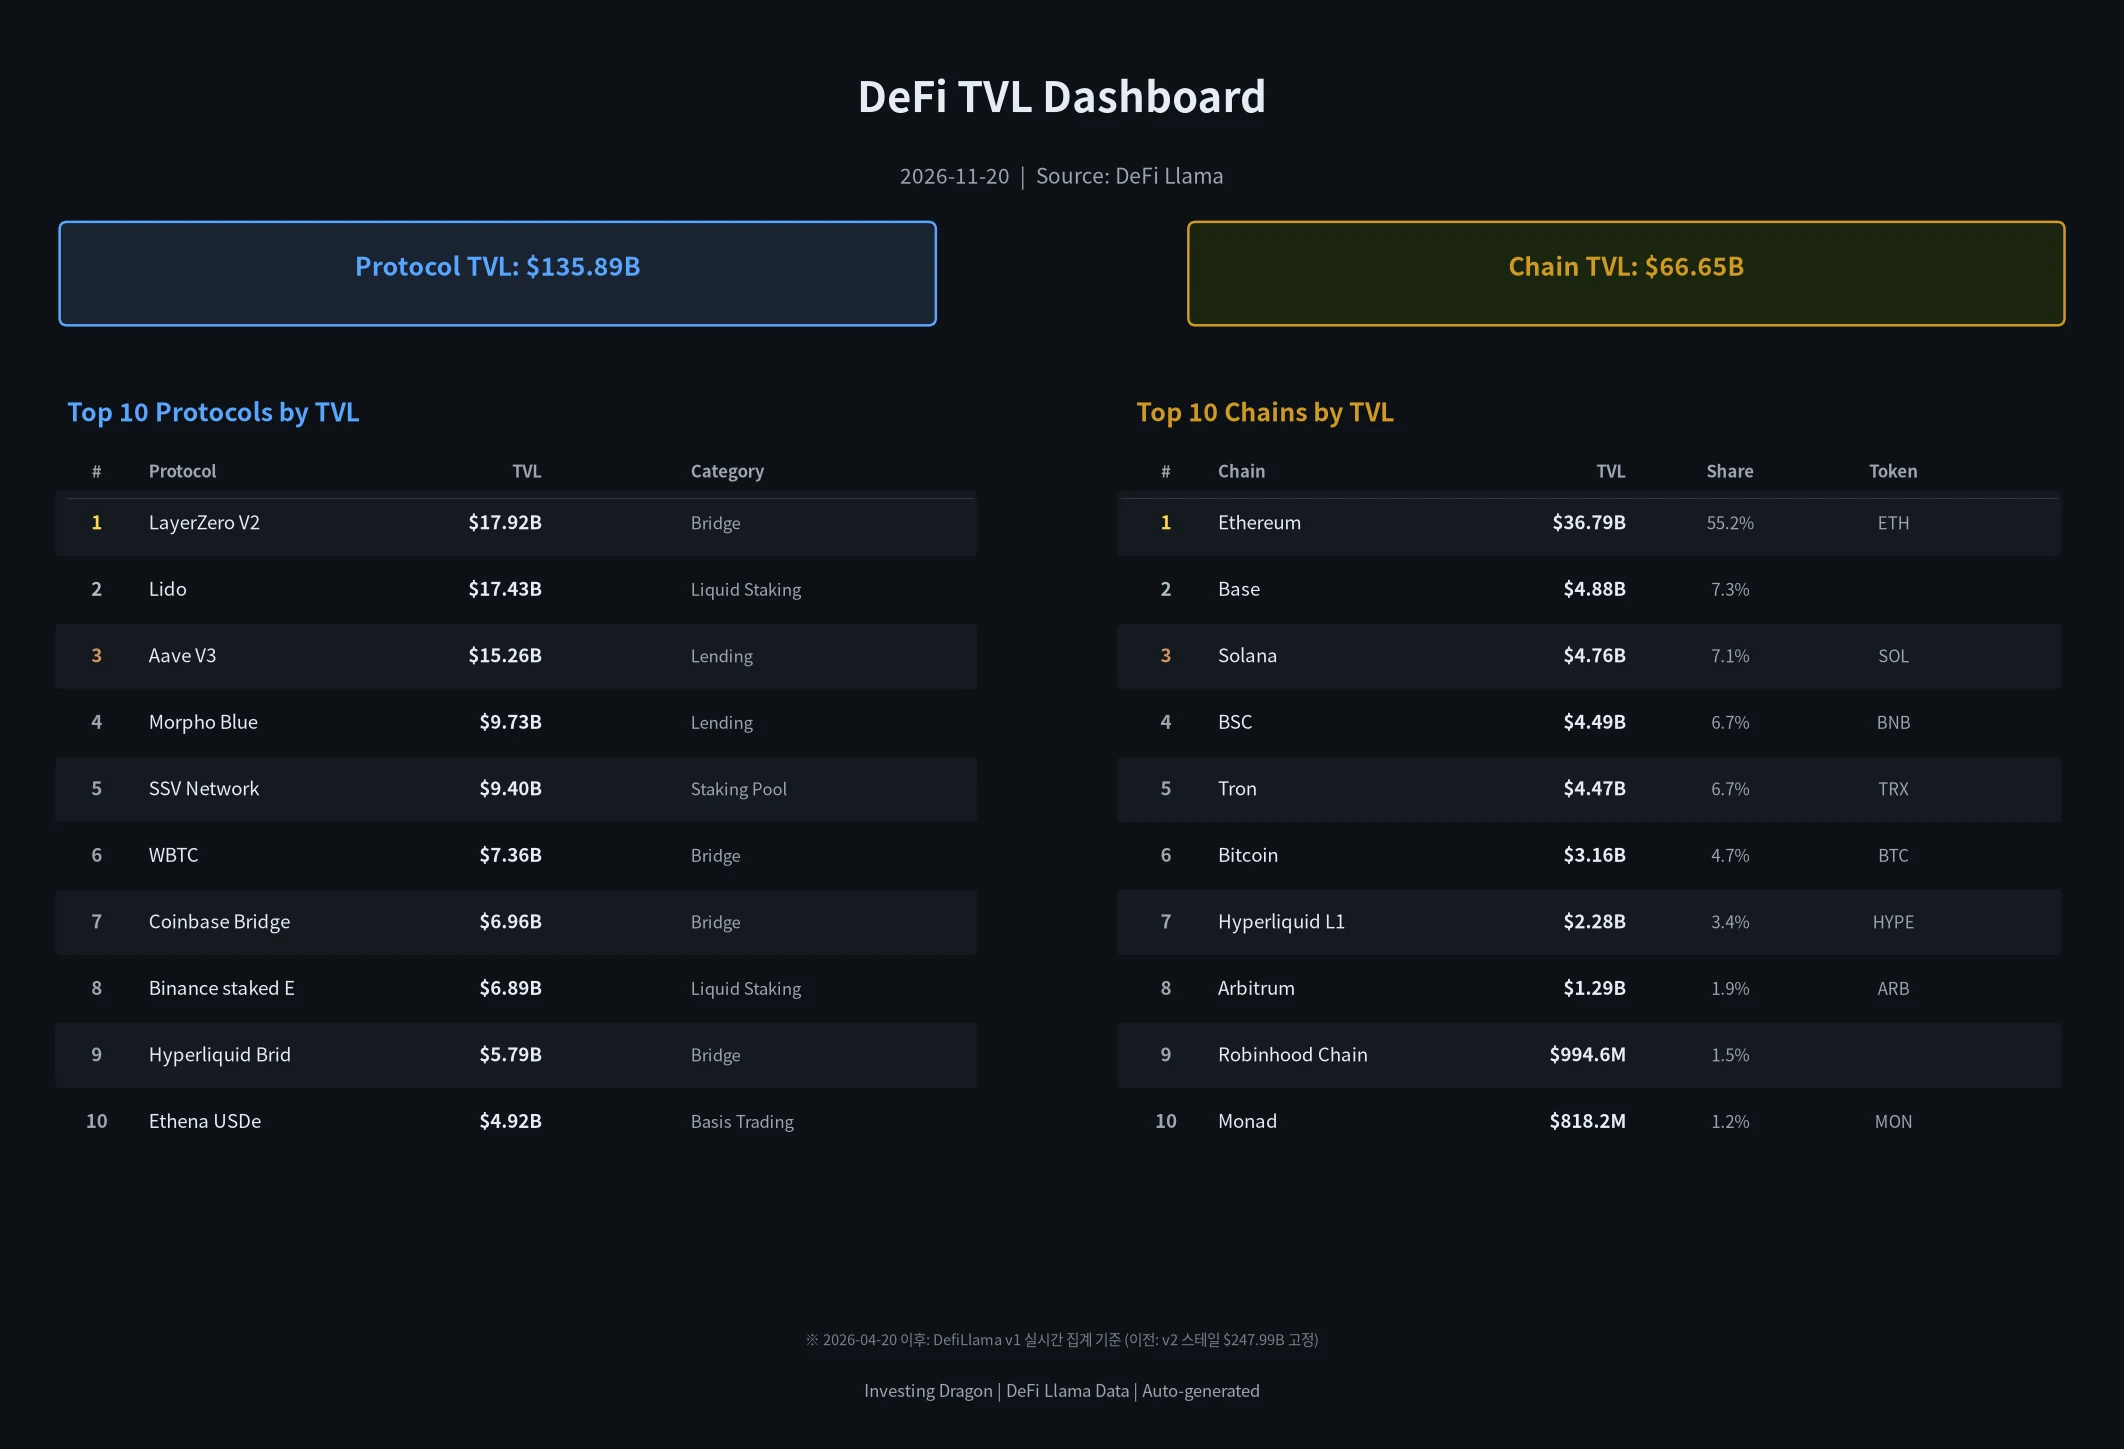 DeFi TVL Dashboard
2026-11-20 | Source: DeFi Llama
Protocol TVL: $135.89B
Chain TVL: $66.65B
Top 10 Protocols by TVL
# Protocol TVL Category
1 LayerZero V2 $17.92B Bridge
2 Lido $17.43B Liquid Staking
3 Aave V3 $15.26B Lending
4 Morpho Blue $9.73B Lending
5 SSV Network $9.40B Staking Pool
6 WBTC $7.36B Bridge
7 Coinbase Bridge $6.96B Bridge
8 Binance staked E $6.89B Liquid Staking
9 Hyperliquid Brid $5.79B Bridge
10 Ethena USDe $4.92B Basis Trading
Top 10 Chains by TVL
# Chain TVL Share Token
1 Ethereum $36.79B 55.2% ETH
2 Base $4.88B 7.3%
3 Solana $4.76B 7.1% SOL
4 BSC $4.49B 6.7% BNB
5 Tron $4.47B 6.7% TRX
6 Bitcoin $3.16B 4.7% BTC
7 Hyperliquid L1 $2.28B 3.4% HYPE
8 Arbitrum $1.29B 1.9% ARB
9 Robinhood Chain $994.6M 1.5%
10 Monad $818.2M 1.2% MON
※ 2026-04-20 이후: DefiLlama v1 실시간 집계 기준 (이전: v2 스테일 $247.99B 고정)
Investing Dragon | DeFi Llama Data | Auto-generated